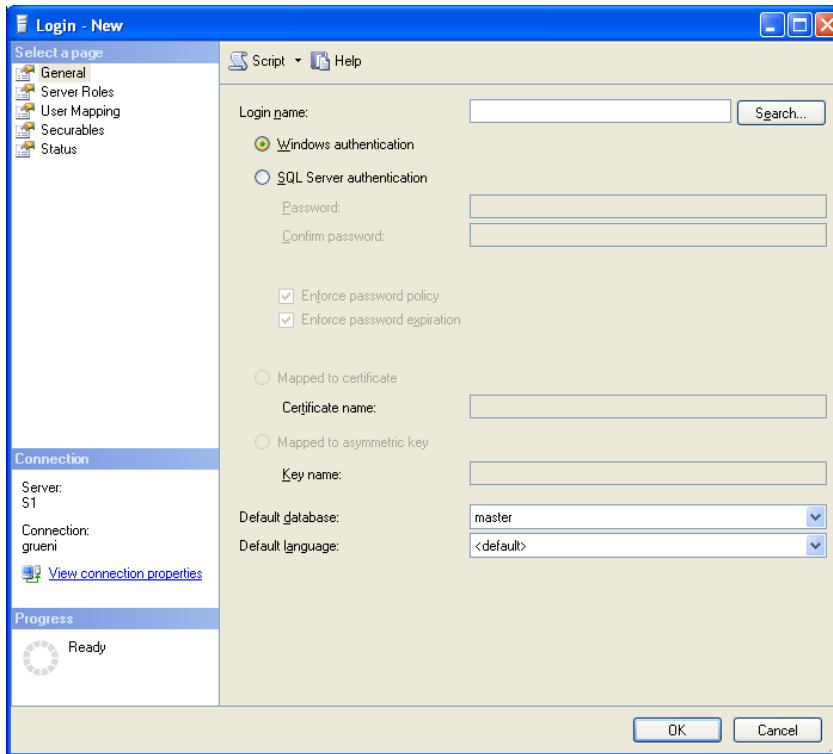 Login - New
Select a page
General
Server Roles
User Mapping
Securables
Status
Script
Help
Login name:
Search...
Windows authentication
SQL Server authentication
Password:
Confirm password:
Enforce password policy
Enforce password expiration
Mapped to certificate
Certificate name:
Mapped to asymmetric key
Key name:
Default database:
master
Default language:
<default>
Connection
Server:
S1
Connection:
grueni
View connection properties
Progress
Ready
OK
Cancel